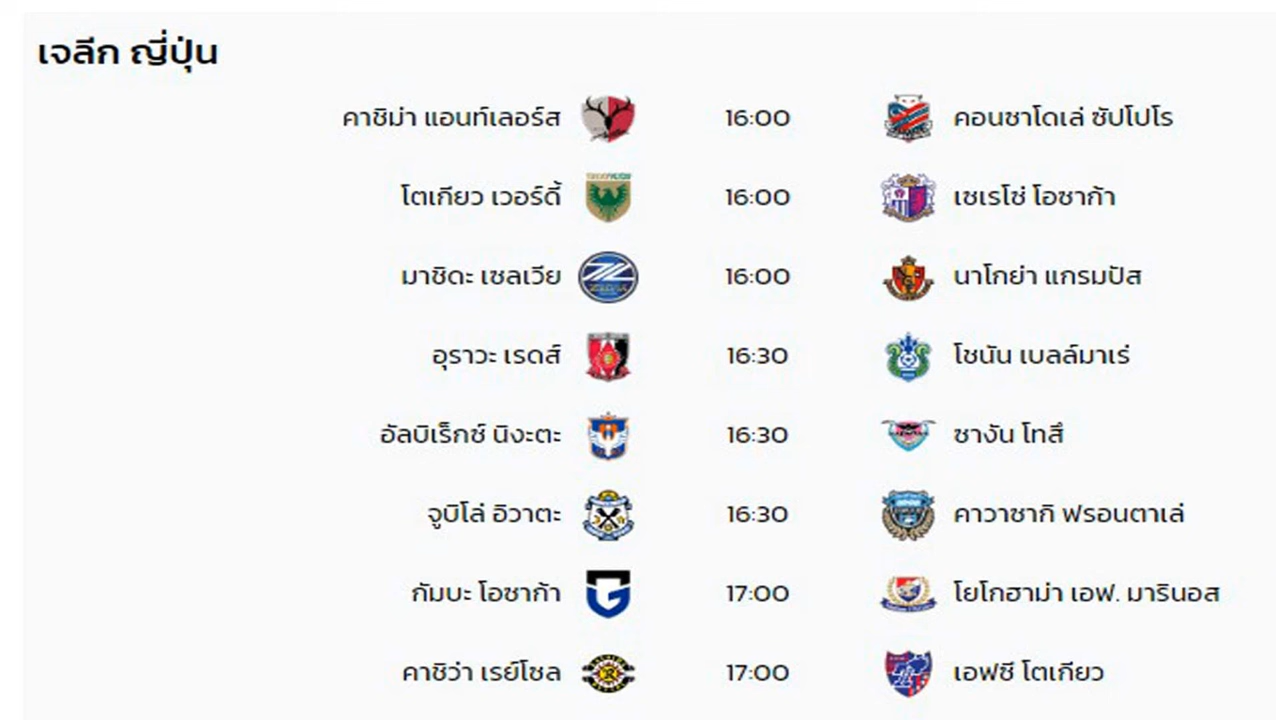 เจลีก ญี่ปุ่น
คาชิม่า แอนท์เลอร์ส 16:00 คอนซาโดเล่ ซัปโปโร
โตเกียว เวอร์ดี้ 16:00 เซเรโซ่ โอซาก้า
มาชิดะ เซลเวีย 16:00 นาโกย่า แกรมปัส
อุราวะ เรดส์ 16:30 โชนัน เบลล์มาเร่
อัลบิเร็กซ์ นิงะตะ 16:30 ซางัน โทสึ
จูบิโล่ อิวาตะ 16:30 คาวาซากิ ฟรอนตาเล่
กัมบะ โอซาก้า 17:00 โยโกฮาม่า เอฟ. มารินอส
คาชิว่า เรย์โซล 17:00 เอฟซี โตเกียว